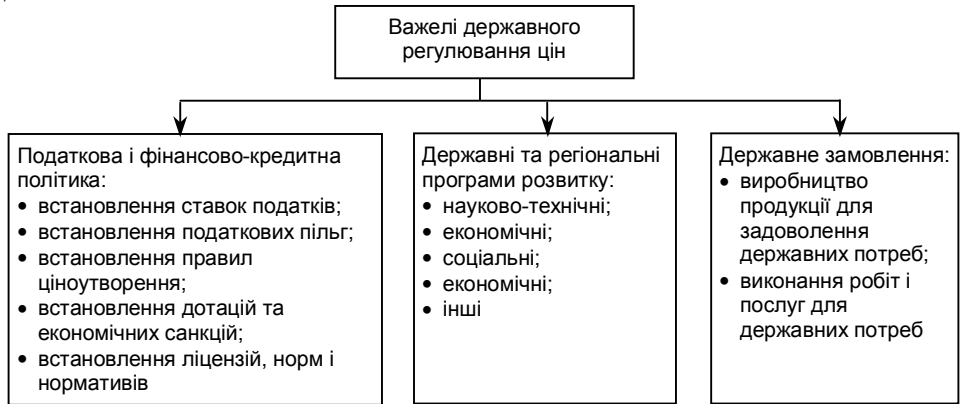 Важелі державного
регулювання цін
Податкова і фінансово-кредитна
політика:
• встановлення ставок податків;
• встановлення податкових пільг;
• встановлення правил
ціноутворення;
• встановлення дотацій та
економічних санкцій;
• встановлення ліцензій, норм і
нормативів
Державні та регіональні
програми розвитку:
• науково-технічні;
• економічні;
• соціальні;
• економічні;
• інші
Державне замовлення:
• виробництво
продукції для
задоволення
державних потреб;
• виконання робіт і
послуг для
державних потреб